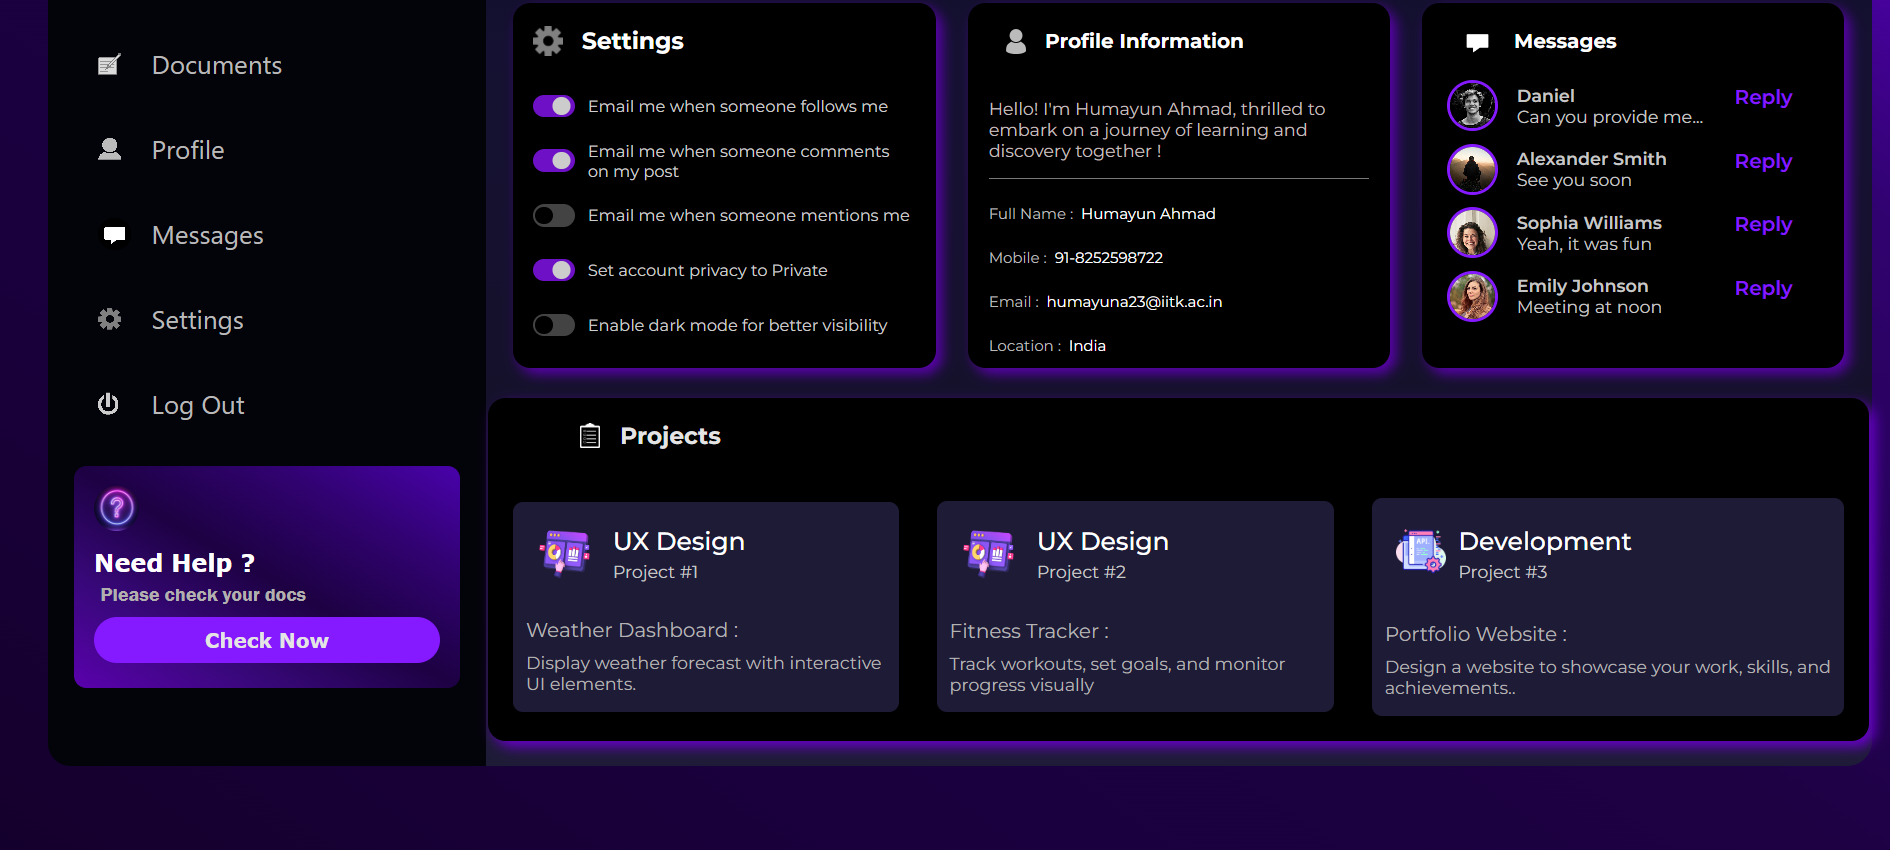 Documents
Profile
Messages
Settings
Log Out
?
Need Help ?
Please check your docs
Check Now
Settings
Email me when someone follows me
Email me when someone comments
on my post
Email me when someone mentions me
Set account privacy to Private
Enable dark mode for better visibility
Profile Information
Hello! I'm Humayun Ahmad, thrilled to
embark on a journey of learning and
discovery together !
Full Name : Humayun Ahmad
Mobile : 91-8252598722
Email : humayuna23@iitk.ac.in
Location : India
Messages
Daniel
Can you provide me...
Reply
Alexander Smith
See you soon
Reply
Sophia Williams
Yeah, it was fun
Reply
Emily Johnson
Meeting at noon
Reply
Projects
UX Design
Project #1
Weather Dashboard :
Display weather forecast with interactive
UI elements.
UX Design
Project #2
Fitness Tracker :
Track workouts, set goals, and monitor
progress visually
API
Development
Project #3
Portfolio Website :
Design a website to showcase your work, skills, and
achievements..